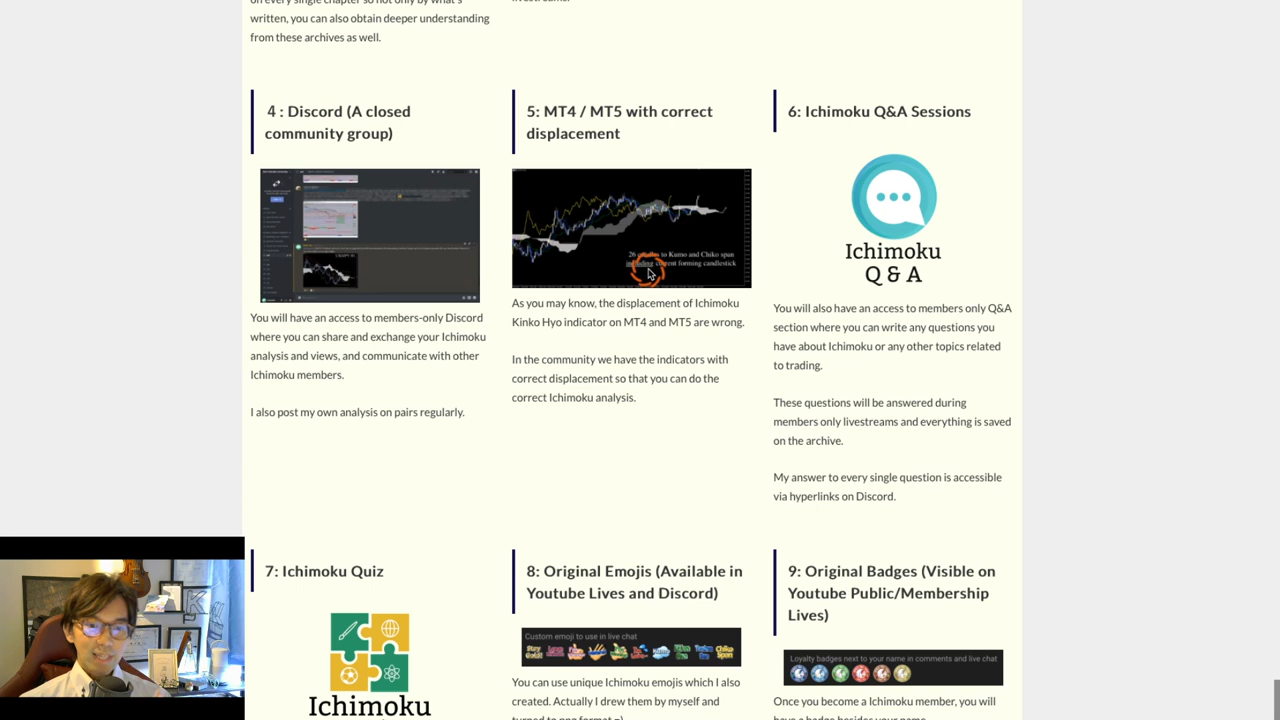 written, you can also obtain deeper understanding
from these archives as well.
4 : Discord (A closed
community group)
You will have an access to members-only Discord
where you can share and exchange your Ichimoku
analysis and views, and communicate with other
Ichimoku members.
I also post my own analysis on pairs regularly.
5: MT4 / MT5 with correct
displacement
26 candles to Kumo and Chiko span
including current forming candlestick
As you may know, the displacement of Ichimoku
Kinko Hyo indicator on MT4 and MT5 are wrong.
In the community we have the indicators with
correct displacement so that you can do the
correct Ichimoku analysis.
6: Ichimoku Q&A Sessions
Ichimoku
Q & A
You will also have an access to members only Q&A
section where you can write any questions you
have about Ichimoku or any other topics related
to trading.
These questions will be answered during
members only livestreams and everything is saved
on the archive.
My answer to every single question is accessible
via hyperlinks on Discord.
7: Ichimoku Quiz
Ichimoku
8: Original Emojis (Available in
Youtube Lives and Discord)
Custom emoji to use in live chat
You can use unique Ichimoku emojis which I also
created. Actually I drew them by myself and
9: Original Badges (Visible on
Youtube Public/Membership
Lives)
Loyalty badges next to your name in comments and live chat
Once you become a Ichimoku member, you will